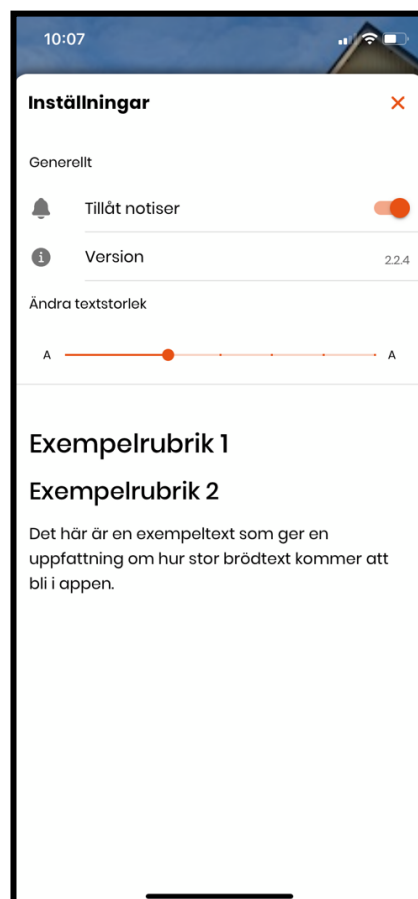 10:07
Inställningar
Generellt
Tillåt notiser
Version 2.2.4
Ändra textstorlek
A A
Exempelrubrik 1
Exempelrubrik 2
Det här är en exempeltext som ger en
uppfattning om hur stor brödtext kommer att
bli i appen.